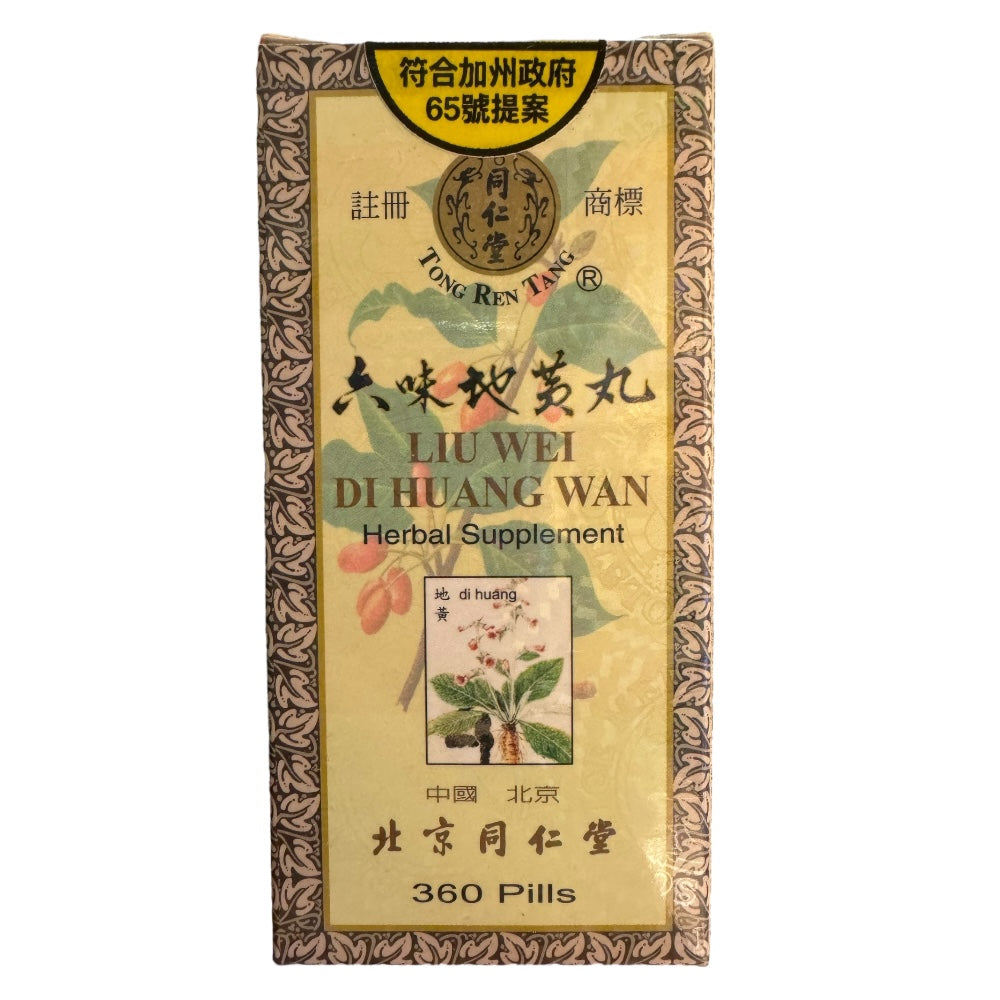 符合加州政府
65號提案
註冊 商標
同仁堂
TONG REN TANG ®
六味地黄丸
LIU WEI
DI HUANG WAN
Herbal Supplement
地黃 di huang
中國 北京
北京同仁堂
360 Pills